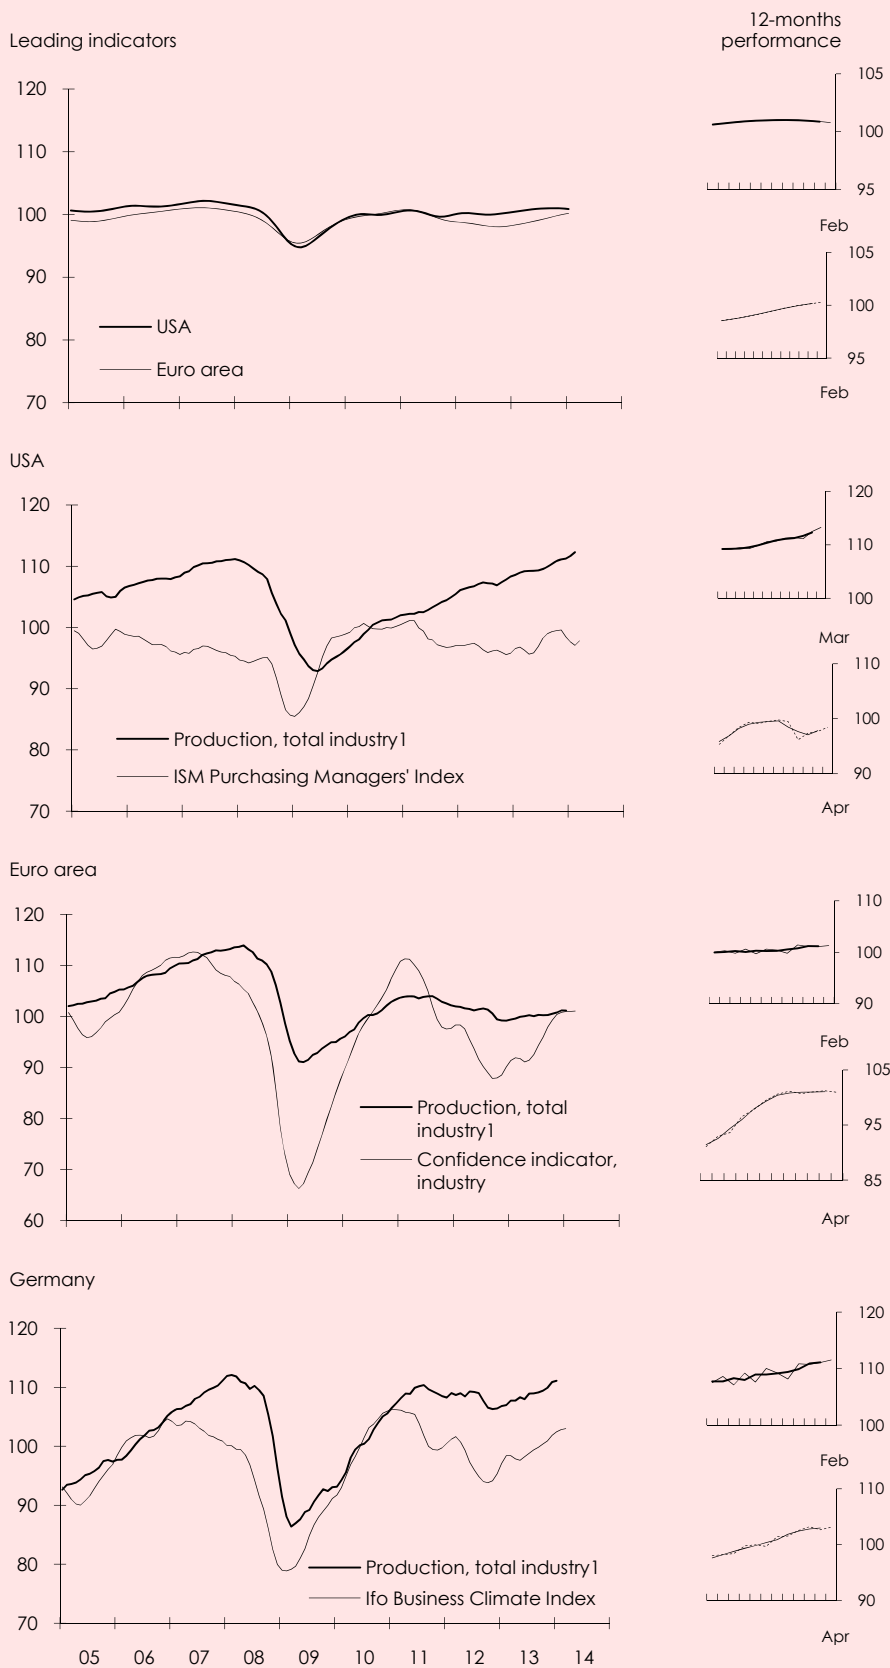 12-months
performance
Leading indicators
120
110
100
90
80
70
USA
Euro area
105
100
95
Feb
105
100
95
Feb
USA
120
110
100
90
80
70
Production, total industry1
ISM Purchasing Managers' Index
120
110
100
Mar
110
100
90
Apr
Euro area
120
110
100
90
80
70
60
Production, total
industry1
Confidence indicator,
industry
110
100
90
Feb
105
95
85
Apr
Germany
120
110
100
90
80
70
Production, total industry1
Ifo Business Climate Index
05 06 07 08 09 10 11 12 13 14
120
110
100
Feb
110
100
90
Apr